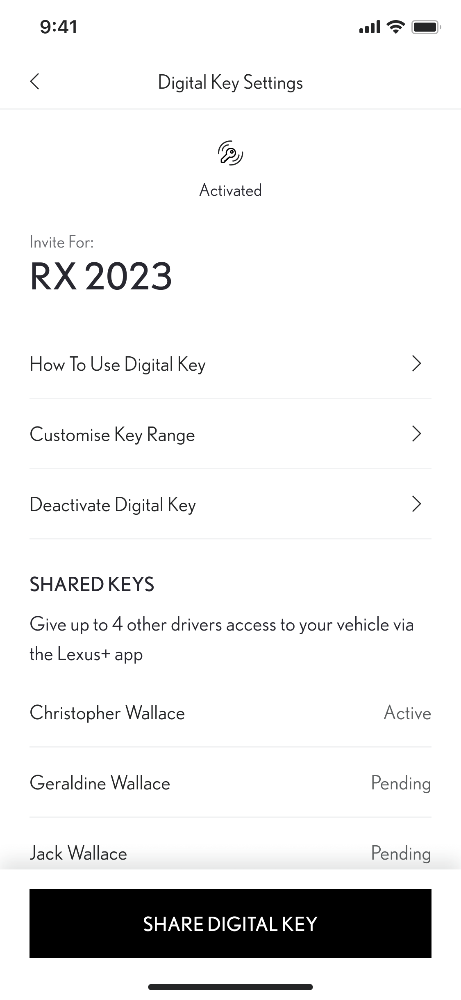 9:41
Digital Key Settings
Activated
Invite For:
RX 2023
How To Use Digital Key
Customise Key Range
Deactivate Digital Key
SHARED KEYS
Give up to 4 other drivers access to your vehicle via
the Lexus+ app
Christopher Wallace Active
Geraldine Wallace Pending
Jack Wallace Pending
SHARE DIGITAL KEY